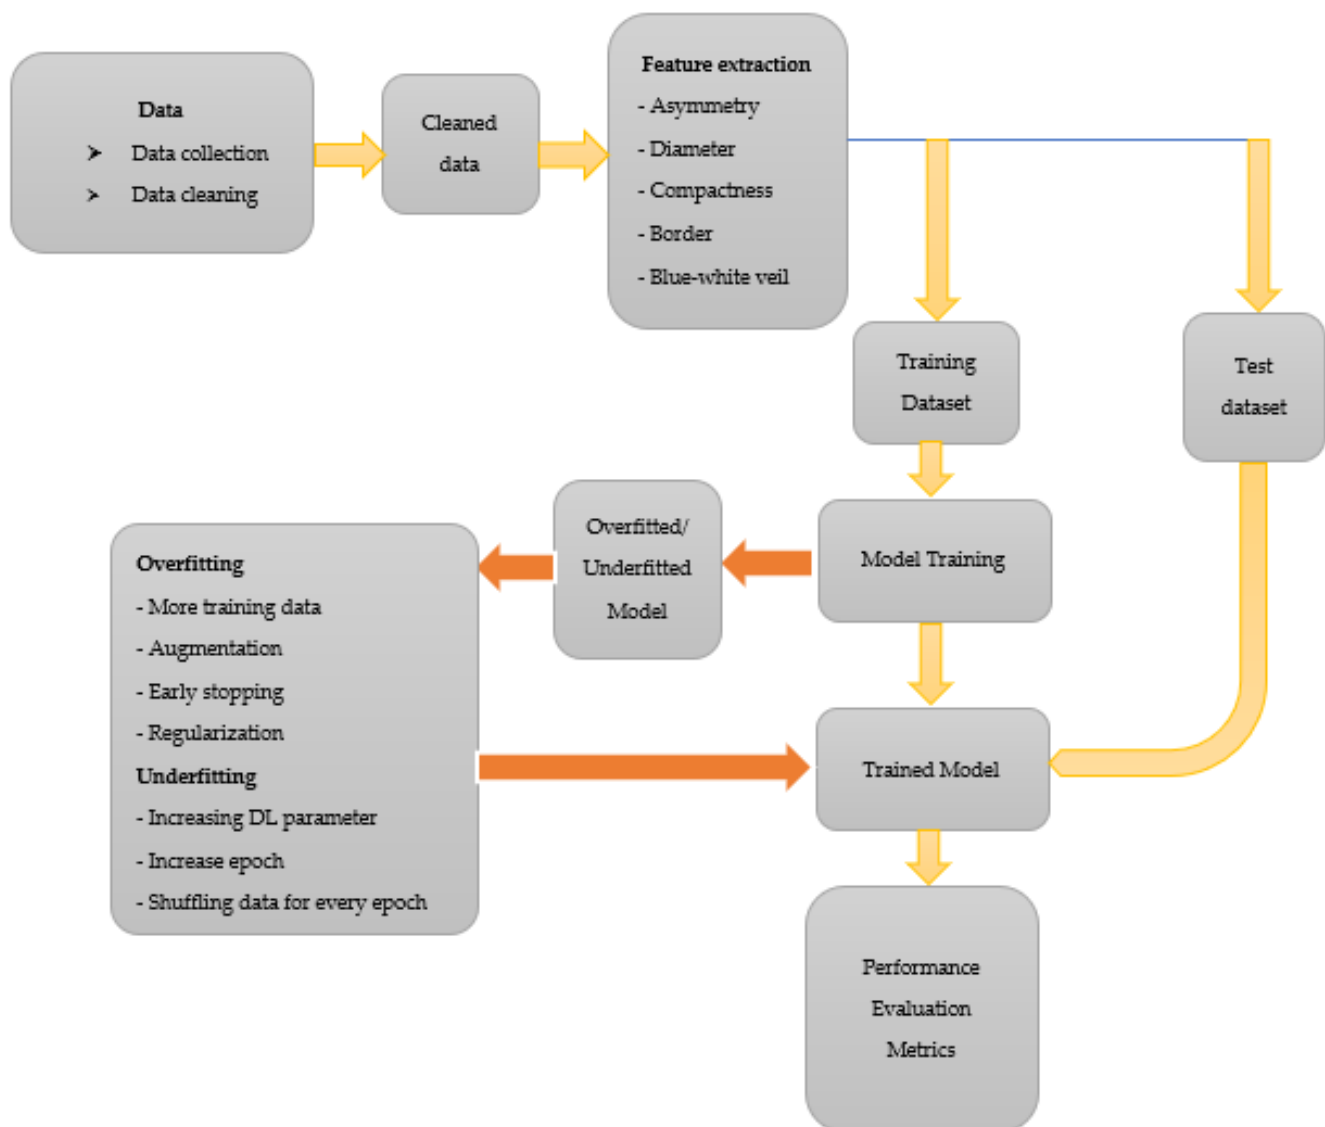 Data
➤ Data collection
➤ Data cleaning
Cleaned
data
Feature extraction
- Asymmetry
- Diameter
- Compactness
- Border
- Blue-white veil
Training
Dataset
Test
dataset
Model Training
Overfitted/
Underfitted
Model
Overfitting
- More training data
- Augmentation
- Early stopping
- Regularization
Underfitting
- Increasing DL parameter
- Increase epoch
- Shuffling data for every epoch
Trained Model
Performance
Evaluation
Metrics